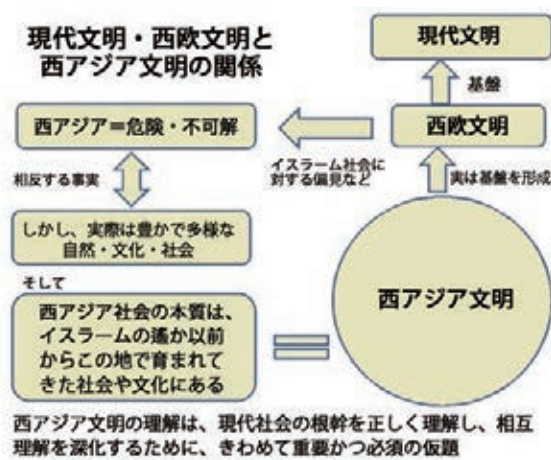 現代文明・西欧文明と
西アジア文明の関係
現代文明
基盤
西欧文明
西アジア＝危険・不可解
イスラーム社会に
対する偏見など
実は基盤を形成
相反する事実
しかし、実際は豊かで多様な
自然・文化・社会
そして
西アジア社会の本質は、
イスラームの遙か以前
からこの地で育まれて
きた社会や文化にある
西アジア文明
西アジア文明の理解は、現代社会の根幹を正しく理解し、相互
理解を深化するために、きわめて重要かつ必須の仮題